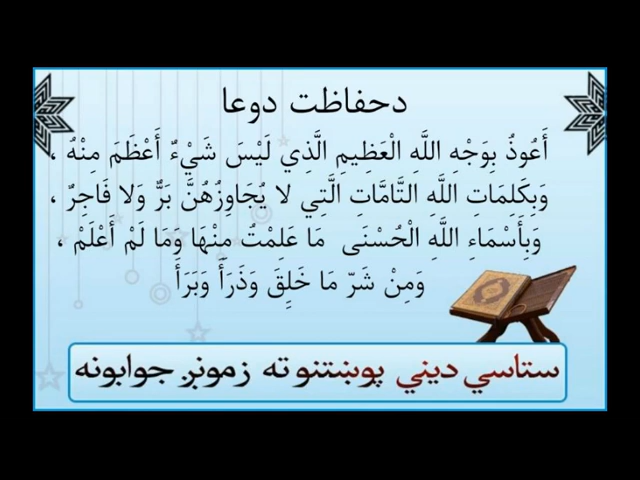 دحفاظت دوعا
أَعُوذُ بِوَجْهِ اللَّهِ الْعَظِيمِ الَّذِي لَيْسَ شَيْءٌ أَعْظَمَ مِنْهُ ،
وَبِكَلِمَاتِ اللَّهِ التَّامَّاتِ الَّتِي لا يُجَاوِزُهُنَّ بَرٌّ وَلا فَاجِرٌ ،
وَبِأَسْمَاءِ اللَّهِ الْحُسْنَى مَا عَلِمْتُ مِنْهَا وَمَا لَمْ أَعْلَمْ ،
وَمِنْ شَرّ مَا خَلِقَ وَذَرَأَ وَبَرَأَ
ستاسي ديني پوښتنو ته زمونږ جوابونه